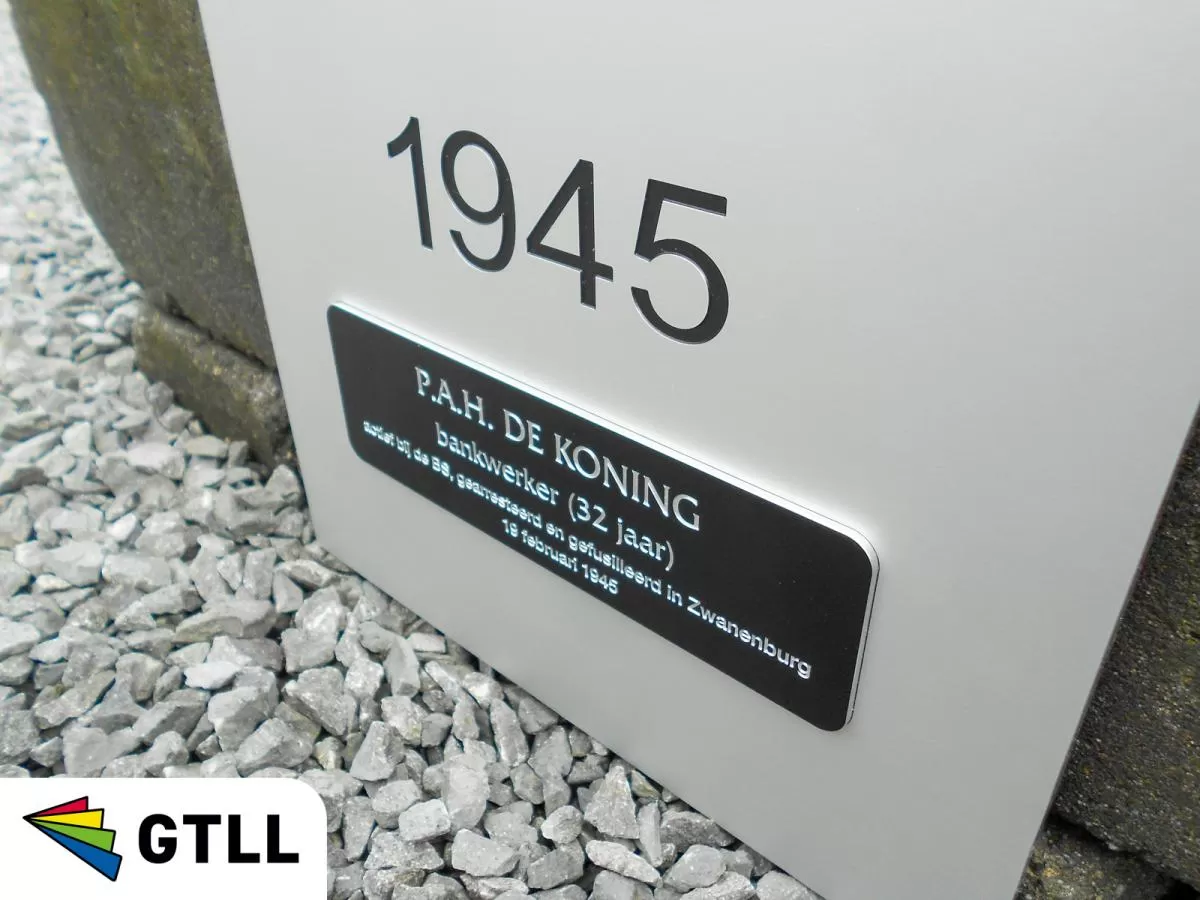 1945
P.A.H. DE KONING
bankwerker (32 jaar)
actief bij de BS, gearresteerd en gefusilleerd in Zwanenburg
19 februari 1945
GTLL